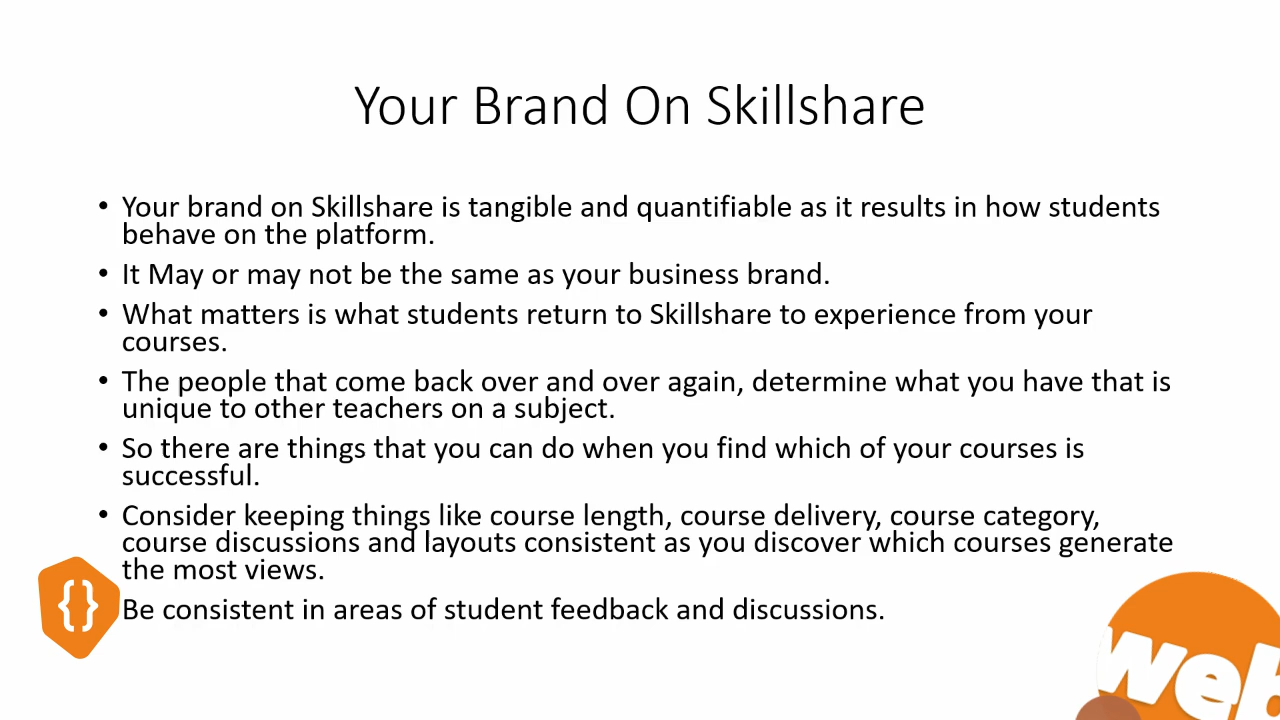 Your Brand On Skillshare
• Your brand on Skillshare is tangible and quantifiable as it results in how students
behave on the platform.
• It May or may not be the same as your business brand.
• What matters is what students return to Skillshare to experience from your
courses.
• The people that come back over and over again, determine what you have that is
unique to other teachers on a subject.
• So there are things that you can do when you find which of your courses is
successful.
• Consider keeping things like course length, course delivery, course category,
course discussions and layouts consistent as you discover which courses generate
the most views.
{}
Be consistent in areas of student feedback and discussions.
web